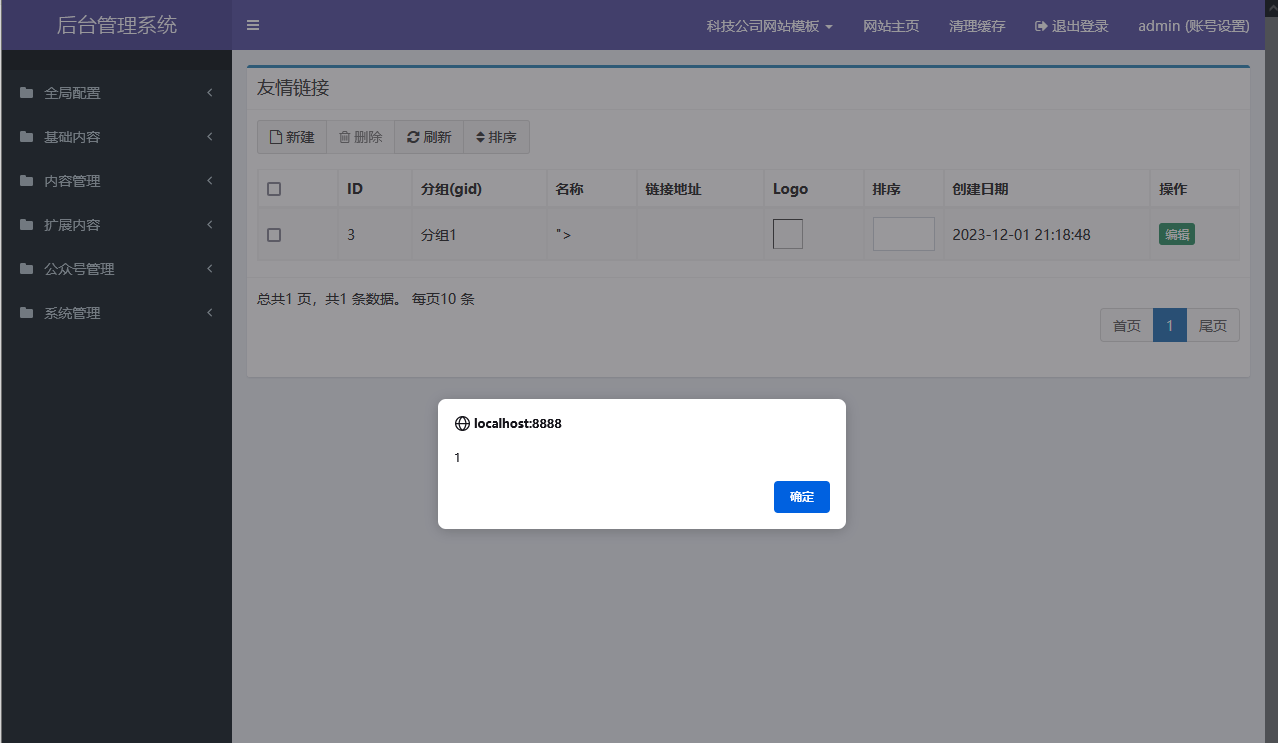 后台管理系统
科技公司网站模板 网站主页 清理缓存 退出登录 admin (账号设置)
全局配置
基础内容
内容管理
扩展内容
公众号管理
系统管理
友情链接
新建 删除 刷新 排序
ID 分组(gid) 名称 链接地址 Logo 排序 创建日期 操作
3 分组1 "> 2023-12-01 21:18:48 编辑
总共1 页，共1 条数据。 每页10 条
首页 1 尾页
localhost:8888
1
确定